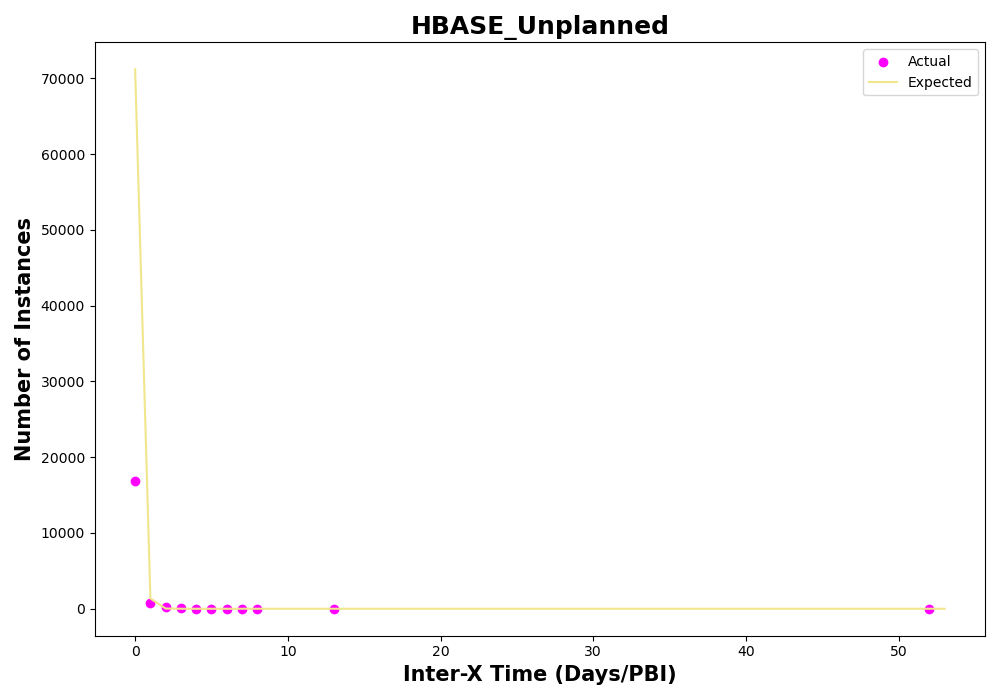 HBASE_Unplanned
Actual
Expected
Number of Instances
70000
60000
50000
40000
30000
20000
10000
0
0 10 20 30 40 50
Inter-X Time (Days/PBI)